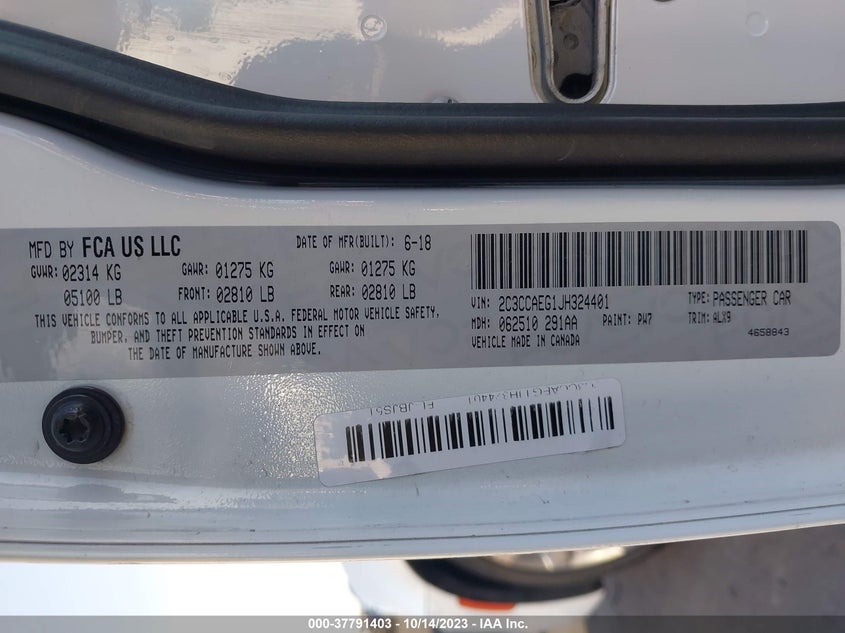 MFD BY FCA US LLC DATE OF MFR(BUILT): 6-18
GVWR: 02314 KG GAWR: 01275 KG GAWR: 01275 KG
05100 LB FRONT: 02810 LB REAR: 02810 LB
THIS VEHICLE CONFORMS TO ALL APPLICABLE U.S.A. FEDERAL MOTOR VEHICLE SAFETY,
BUMPER, AND THEFT PREVENTION STANDARDS IN EFFECT ON
THE DATE OF MANUFACTURE SHOWN ABOVE.
VIN: 2C3CCAEG1JH324401 TYPE: PASSENGER CAR
MDH: 062510 291AA PAINT: PW7 TRIM: ALX9
VEHICLE MADE IN CANADA 4658843
2C3CCAEG1JH324401 FL JBJS51
000-37791403 - 10/14/2023 - IAA Inc.